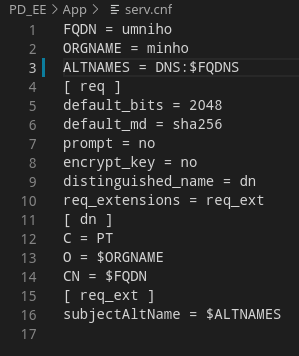 PD_EE > App > serv.cnf
1 FQDN = umniho
2 ORGNAME = minho
3 ALTNAMES = DNS:$FQDNS
4 [ req ]
5 default_bits = 2048
6 default_md = sha256
7 prompt = no
8 encrypt_key = no
9 distinguished_name = dn
10 req_extensions = req_ext
11 [ dn ]
12 C = PT
13 O = $ORGNAME
14 CN = $FQDN
15 [ req_ext ]
16 subjectAltName = $ALTNAMES
17